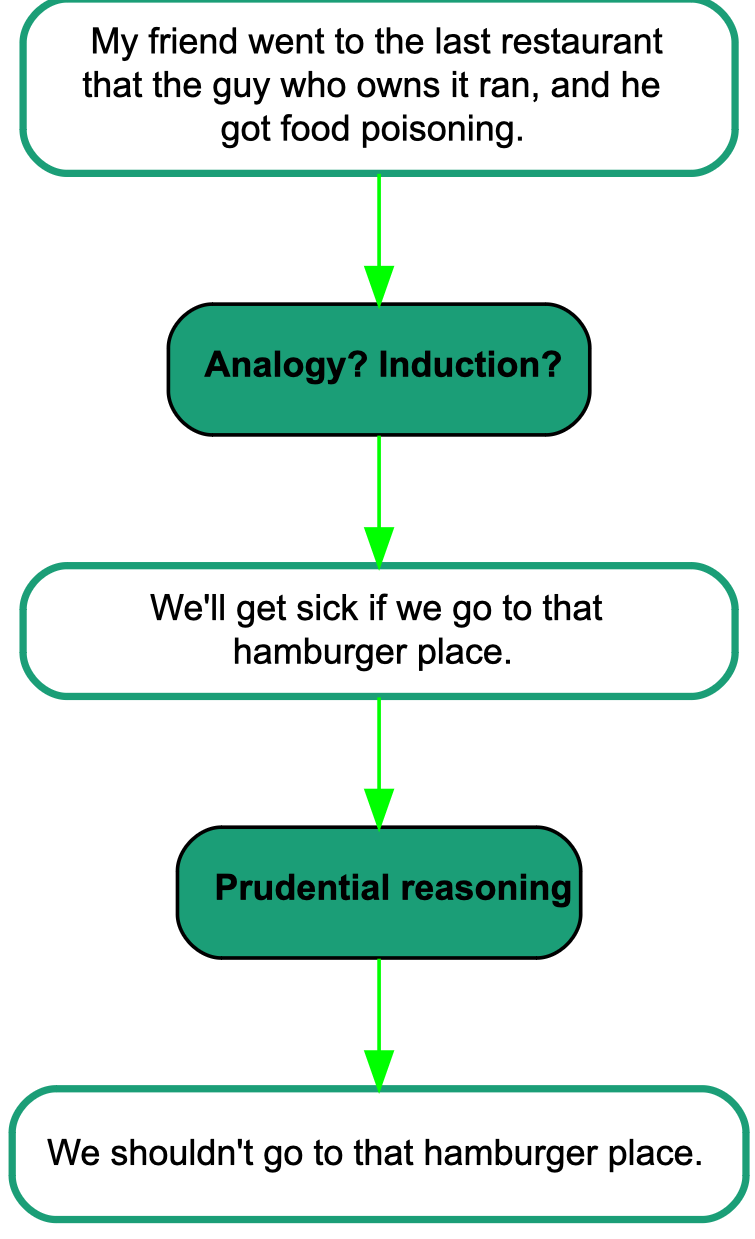 My friend went to the last restaurant
that the guy who owns it ran, and he
got food poisoning.
Analogy? Induction?
We'll get sick if we go to that
hamburger place.
Prudential reasoning
We shouldn't go to that hamburger place.